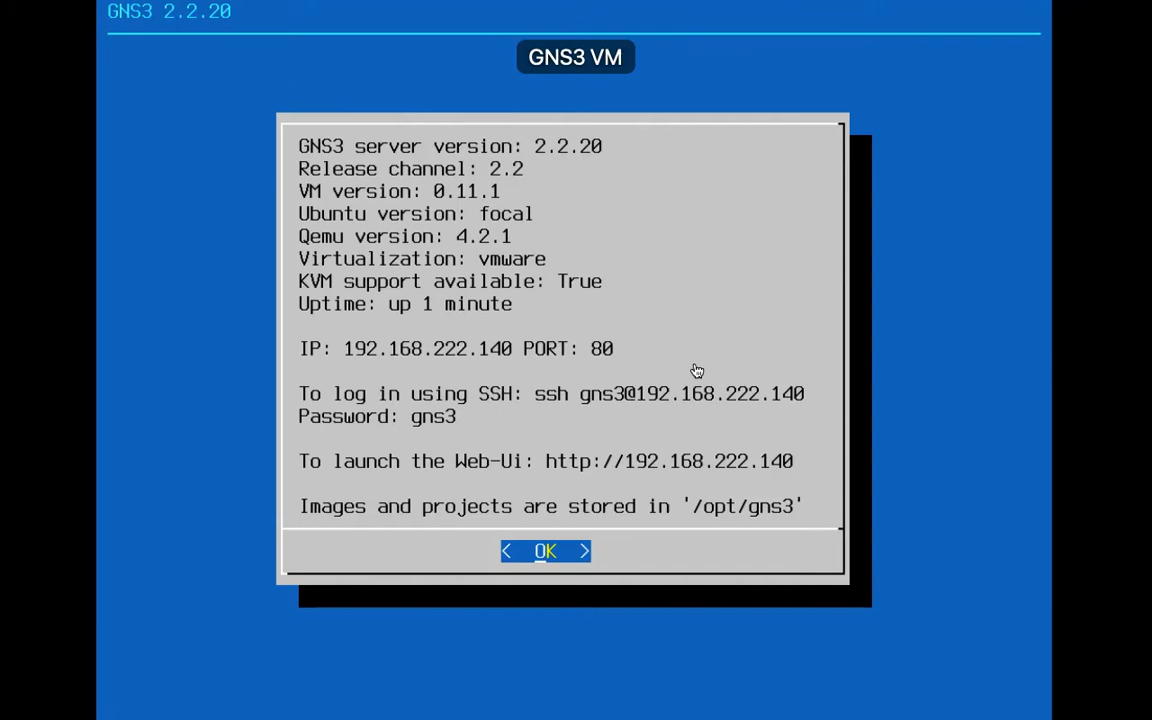 GNS3 2.2.20
GNS3 VM
GNS3 server version: 2.2.20
Release channel: 2.2
VM version: 0.11.1
Ubuntu version: focal
Qemu version: 4.2.1
Virtualization: vmware
KVM support available: True
Uptime: up 1 minute
IP: 192.168.222.140 PORT: 80
To log in using SSH: ssh gns3@192.168.222.140
Password: gns3
To launch the Web-Ui: http://192.168.222.140
Images and projects are stored in '/opt/gns3'
< OK >